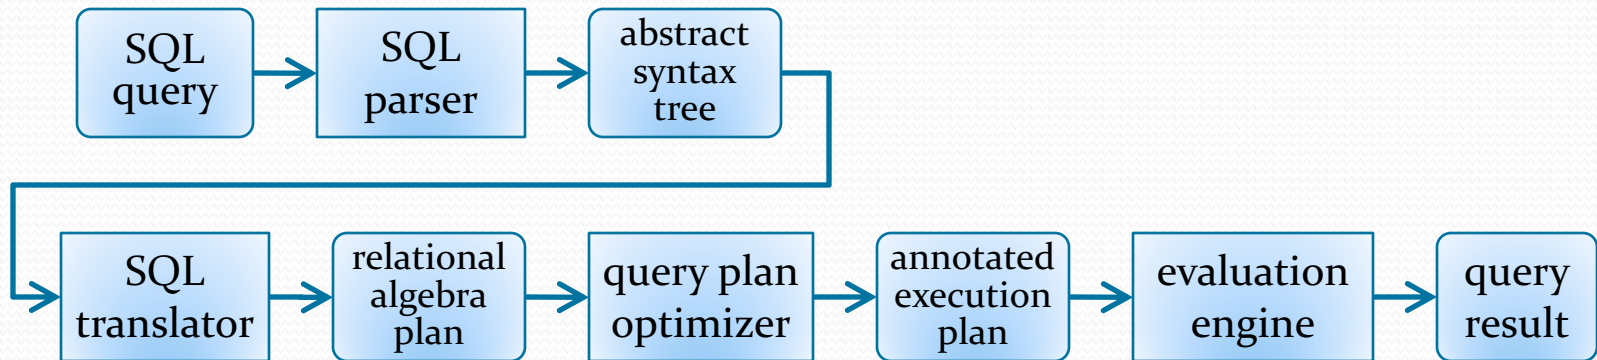 SQL
query
SQL
parser
abstract
syntax
tree
SQL
translator
relational
algebra
plan
query plan
optimizer
annotated
execution
plan
evaluation
engine
query
result